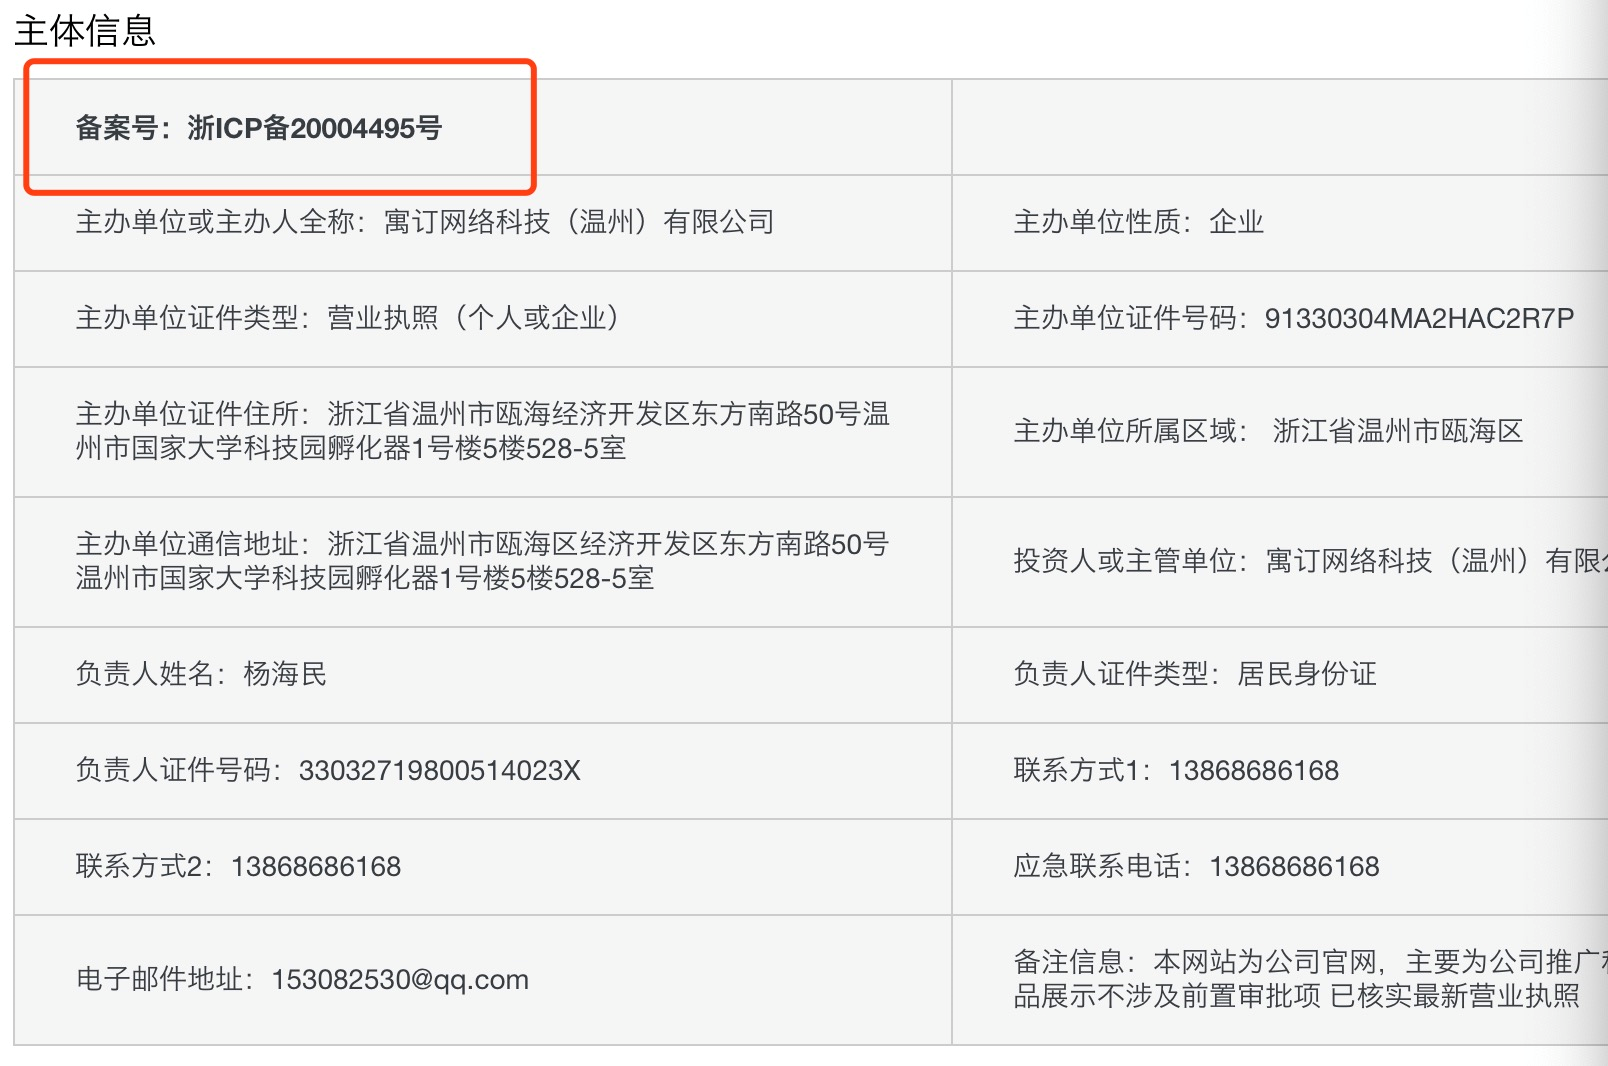 主体信息
备案号：浙ICP备20004495号
主办单位或主办人全称：寓订网络科技（温州）有限公司
主办单位性质：企业
主办单位证件类型：营业执照（个人或企业）
主办单位证件号码：91330304MA2HAC2R7P
主办单位证件住所：浙江省温州市瓯海经济开发区东方南路50号温
州市国家大学科技园孵化器1号楼5楼528-5室
主办单位所属区域： 浙江省温州市瓯海区
主办单位通信地址：浙江省温州市瓯海区经济开发区东方南路50号
温州市国家大学科技园孵化器1号楼5楼528-5室
投资人或主管单位：寓订网络科技（温州）有限
负责人姓名：杨海民
负责人证件类型：居民身份证
负责人证件号码：33032719800514023X
联系方式1：13868686168
联系方式2：13868686168
应急联系电话：13868686168
电子邮件地址：153082530@qq.com
备注信息：本网站为公司官网，主要为公司推广
品展示不涉及前置审批项 已核实最新营业执照